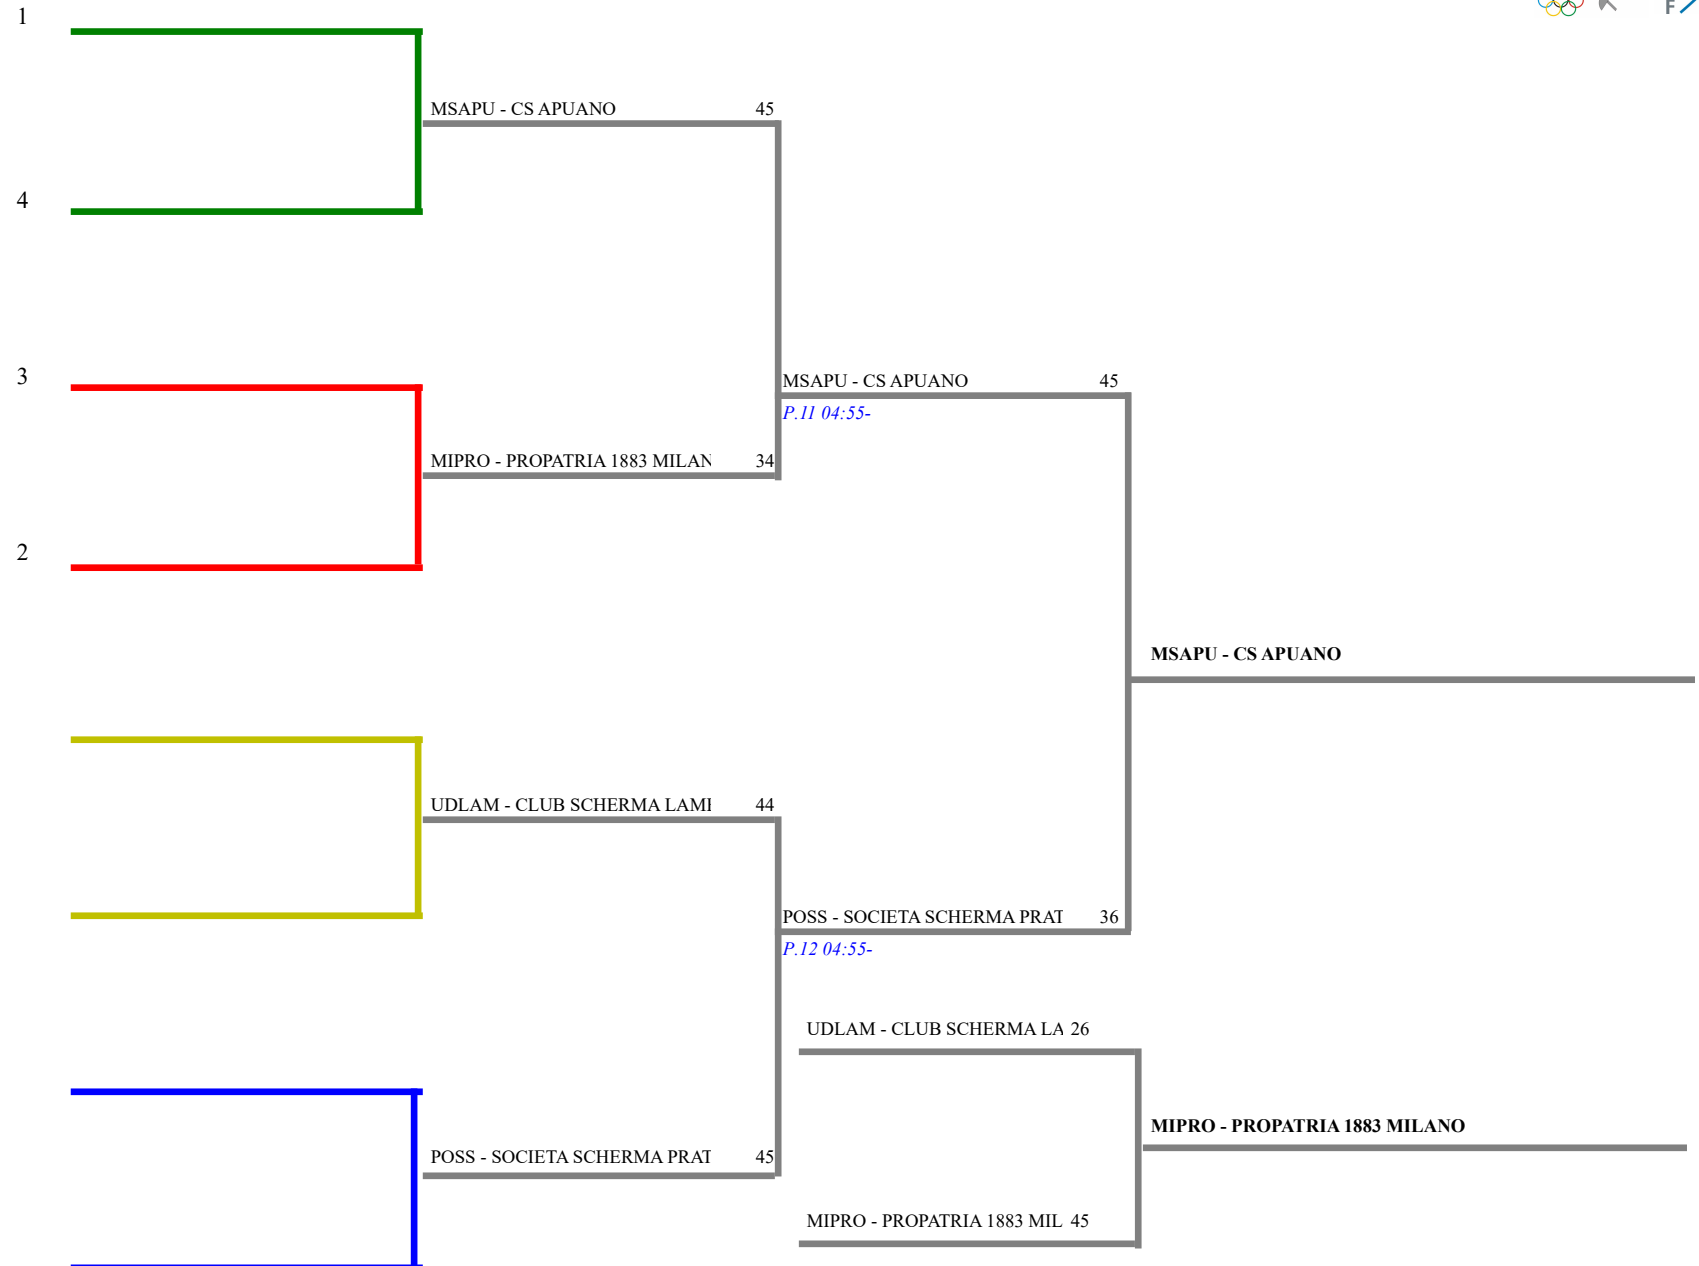 1
MSAPU - CS APUANO 45
4
3
MSAPU - CS APUANO 45
P.11 04:55-
MIPRO - PROPATRIA 1883 MILAN 34
2
MSAPU - CS APUANO
UDLAM - CLUB SCHERMA LAMI 44
POSS - SOCIETA SCHERMA PRAT 36
P.12 04:55-
UDLAM - CLUB SCHERMA LA 26
MIPRO - PROPATRIA 1883 MILANO
POSS - SOCIETA SCHERMA PRAT 45
MIPRO - PROPATRIA 1883 MIL 45
F